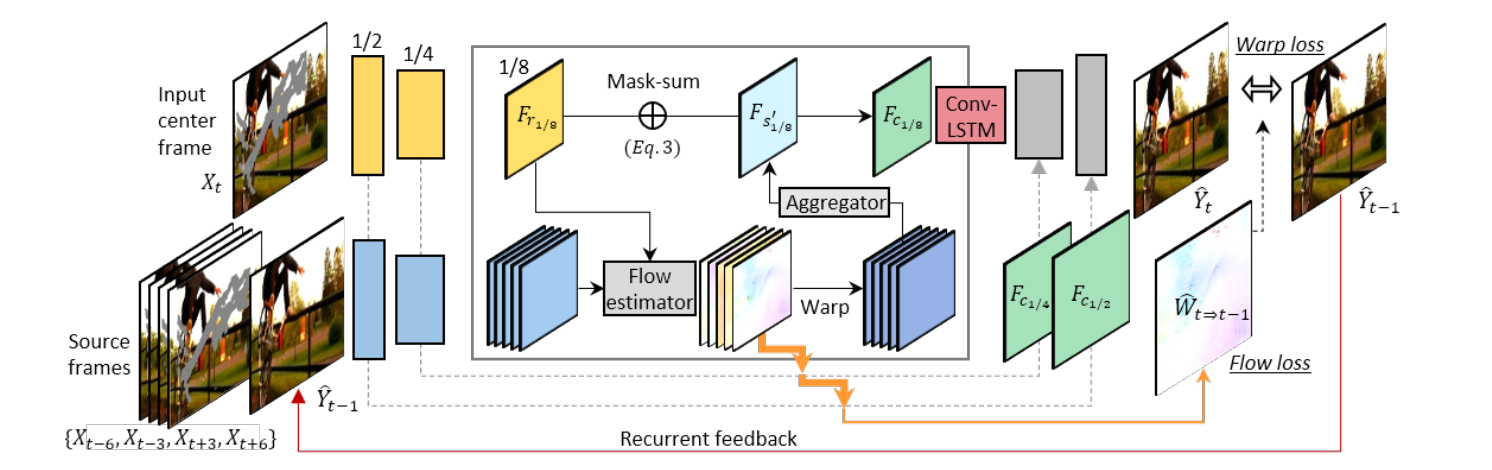 1/2
1/4
1/8
Input
center
frame
X_t
F_{r_{1/8}}
Mask-sum
⊕
(Eq. 3)
F_{s'_{1/8}}
F_{c_{1/8}}
Conv-
LSTM
Warp loss
Ŷ_t
Ŷ_{t−1}
Aggregator
Flow
estimator
Warp
F_{c_{1/4}}
F_{c_{1/2}}
Ŵ_{t⇒t−1}
Flow loss
Source
frames
Ŷ_{t−1}
{X_{t−6}, X_{t−3}, X_{t+3}, X_{t+6}}
Recurrent feedback